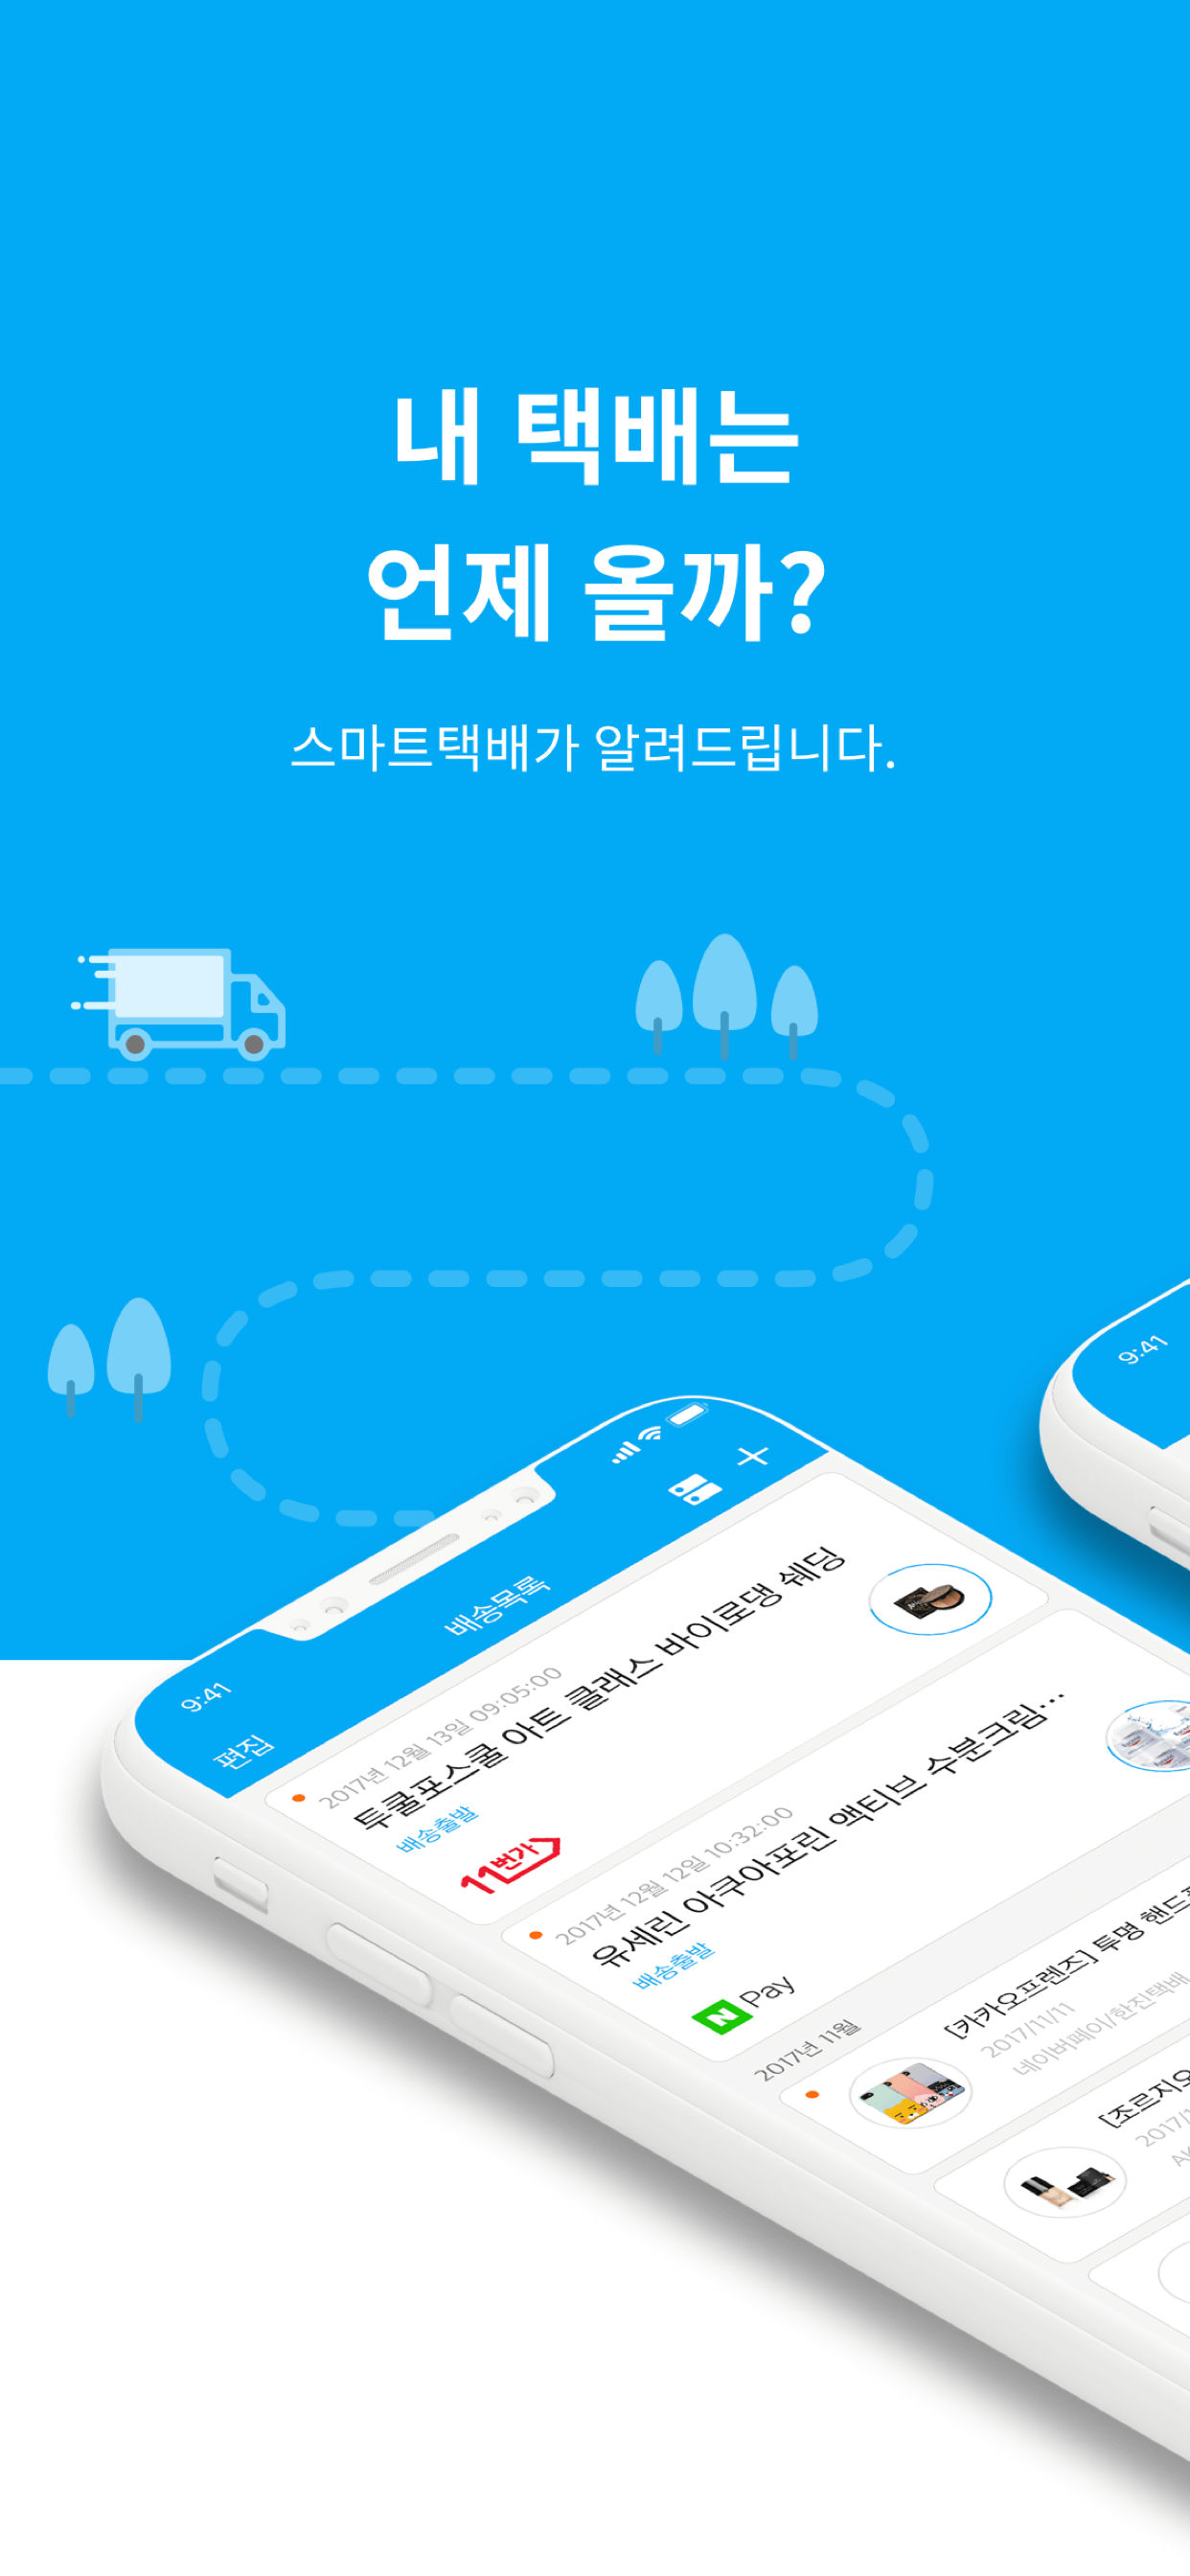 내 택배는
언제 올까?
스마트택배가 알려드립니다.
9:41
9:41
편집
배송목록
2017년 12월 13일 09:05:00
투쿨포스쿨 아트 클래스 바이로댕 쉐딩
배송출발
11번가
2017년 12월 12일 10:32:00
유세린 아쿠아포린 액티브 수분크림...
배송출발
N Pay
2017년 11월
[카카오프렌즈] 투명 핸드
2017/11/11
네이버페이/한진택배
[조르지오
2017/1